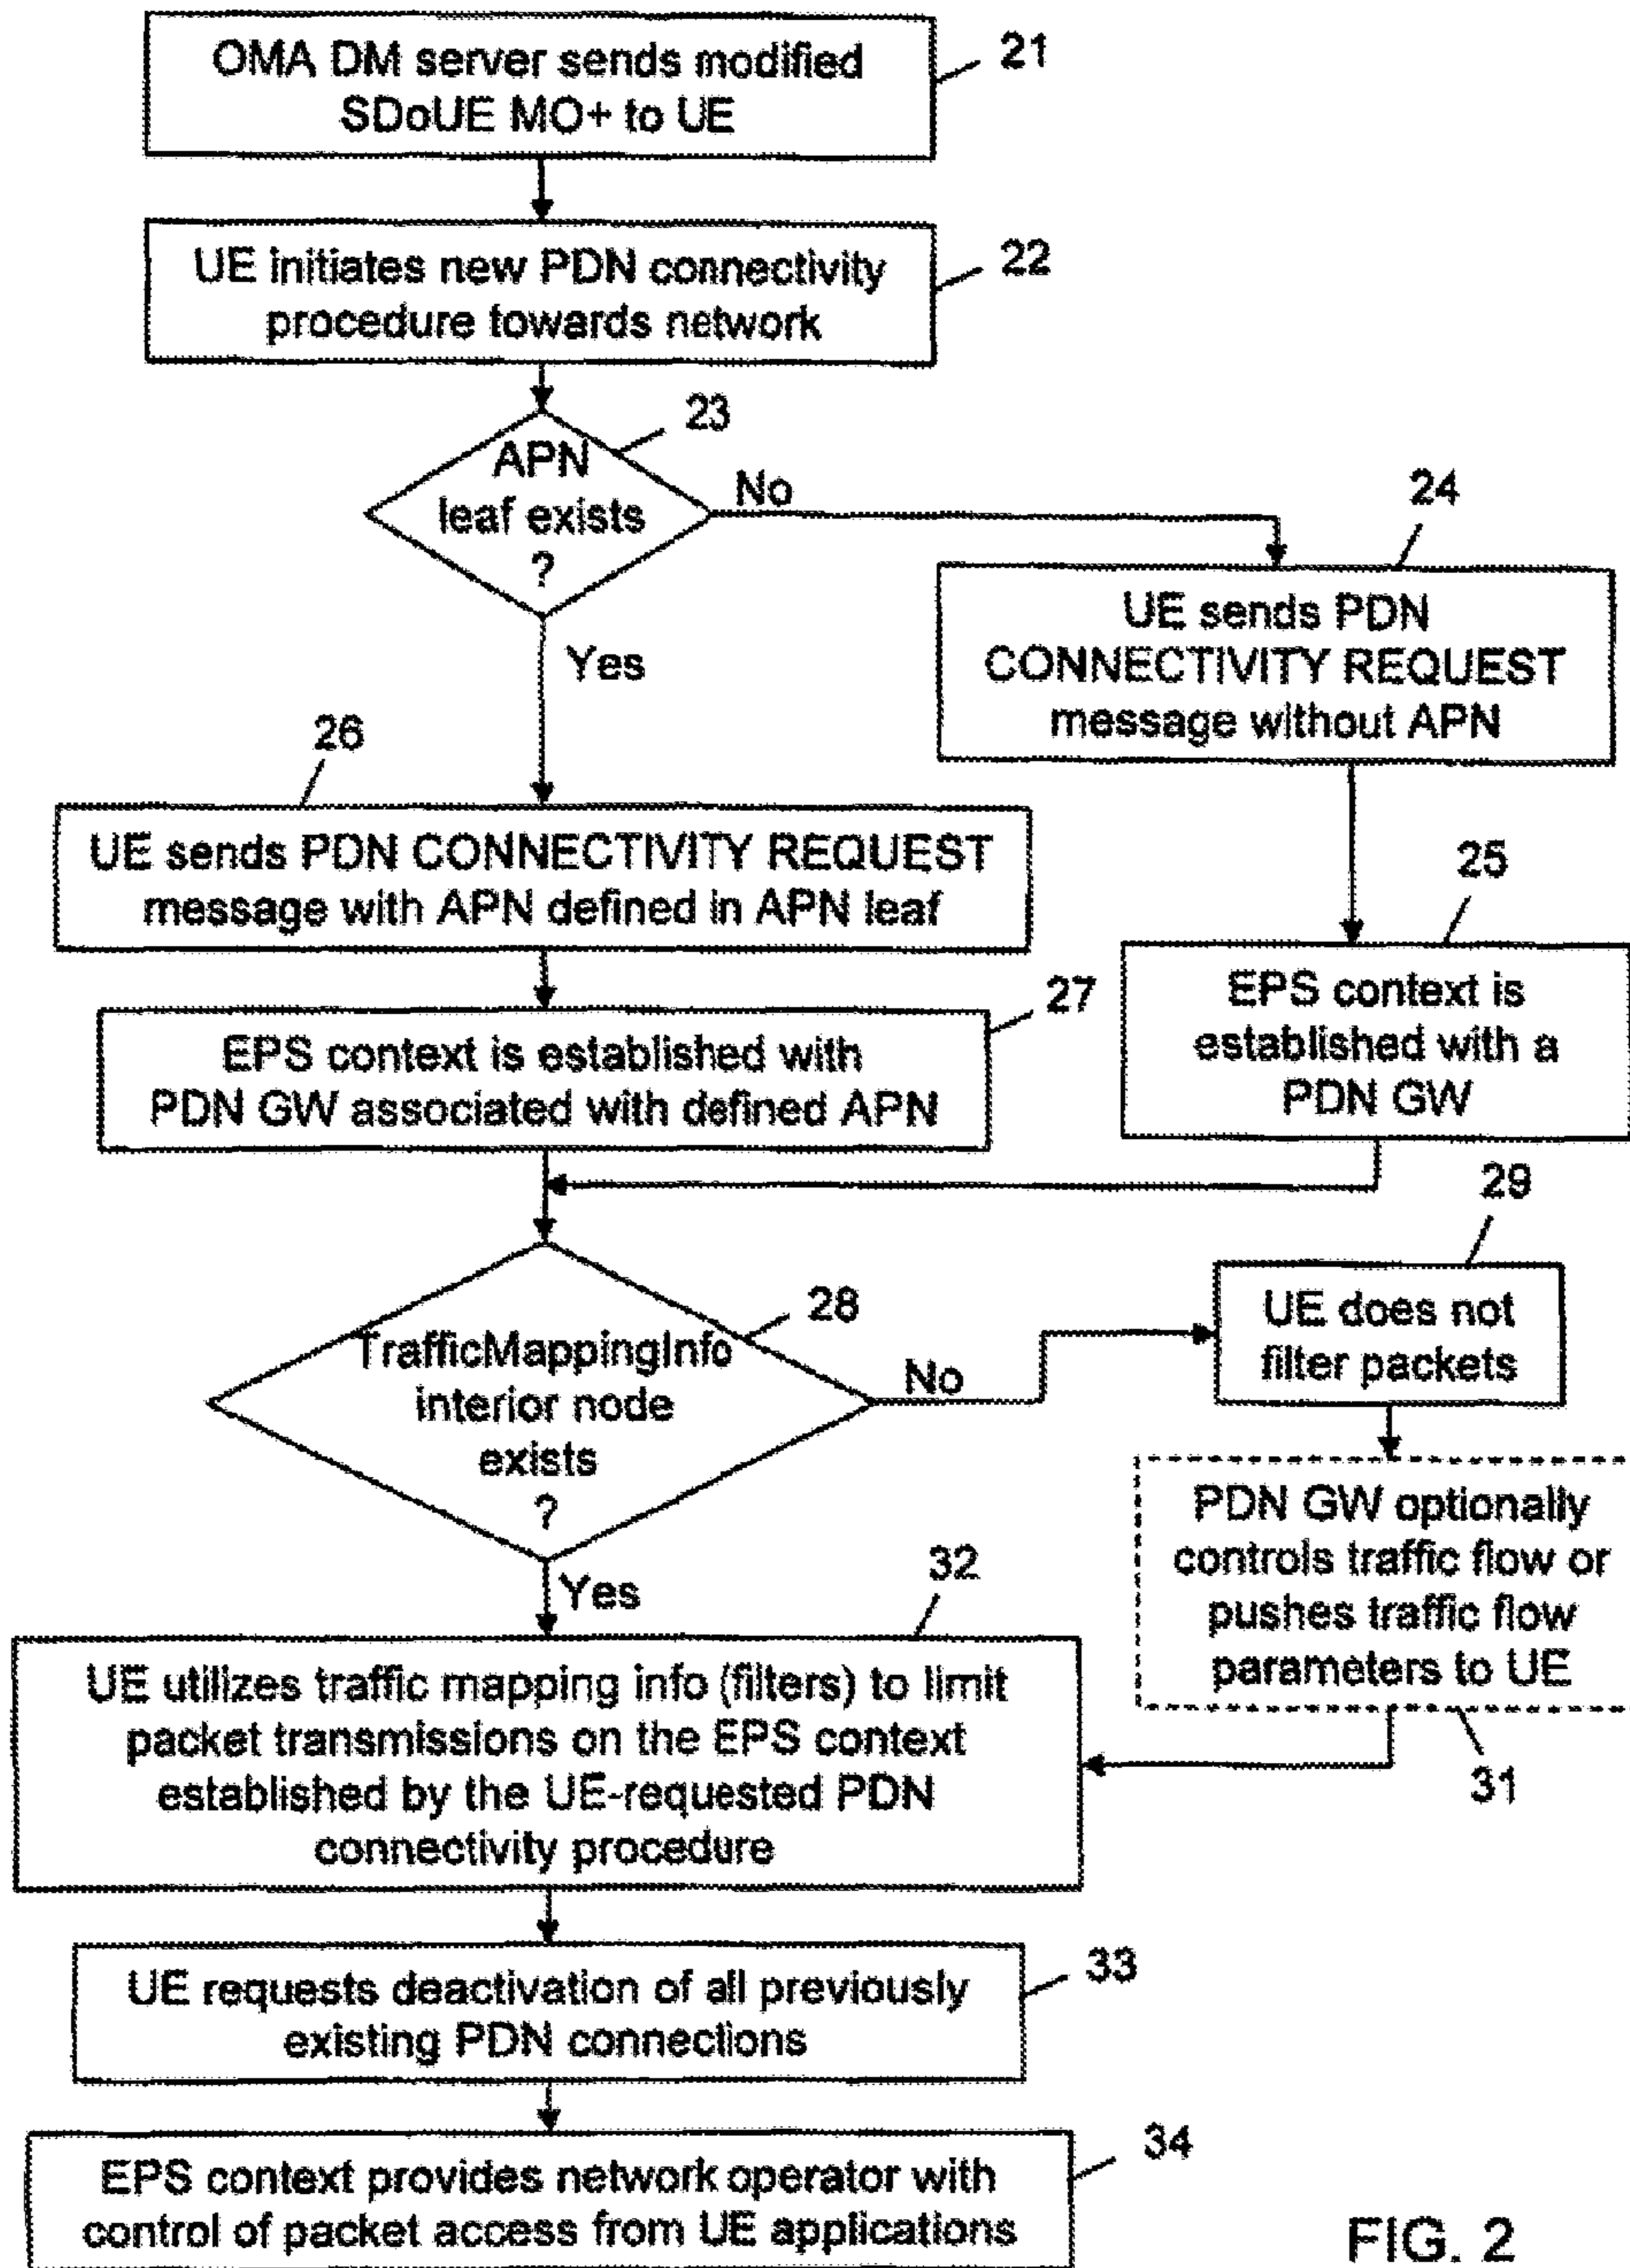 OMA DM server sends modified
SDoUE MO+ to UE
21
UE initiates new PDN connectivity
procedure towards network
22
23
APN
leaf exists
?
No
Yes
24
UE sends PDN
CONNECTIVITY REQUEST
message without APN
26
UE sends PDN CONNECTIVITY REQUEST
message with APN defined in APN leaf
25
EPS context is
established with a
PDN GW
27
EPS context is established with
PDN GW associated with defined APN
28
TrafficMappingInfo
interior node
exists
?
No
Yes
29
UE does not
filter packets
PDN GW optionally
controls traffic flow or
pushes traffic flow
parameters to UE
31
32
UE utilizes traffic mapping info (filters) to limit
packet transmissions on the EPS context
established by the UE-requested PDN
connectivity procedure
33
UE requests deactivation of all previously
existing PDN connections
34
EPS context provides network operator with
control of packet access from UE applications
FIG. 2